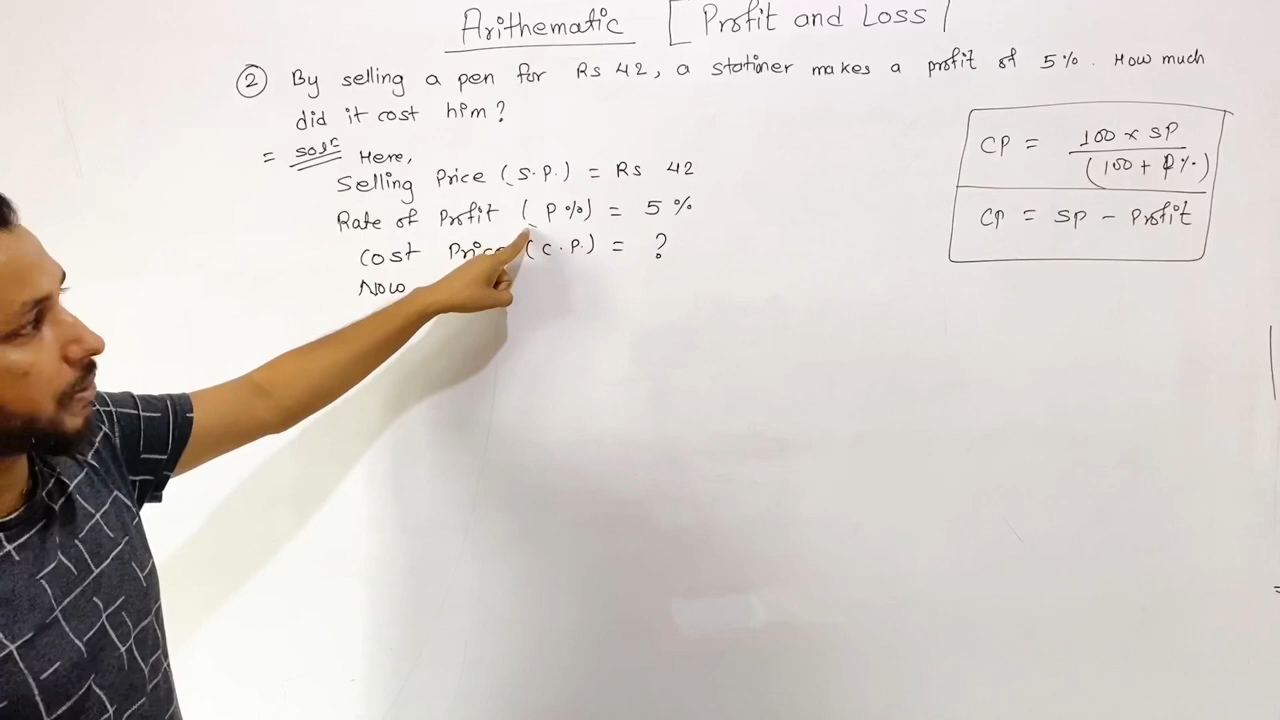 Arithematic [Profit and Loss]
② By selling a pen for Rs 42, a stationer makes a profit of 5%. How much
did it cost him?
= solⁿ Here,
Selling Price (S.P.) = Rs 42
Rate of Profit (P%) = 5%
Cost Price (C.P.) = ?
Now
CP = 100 x SP
(100 + P%)
CP = SP - Profit